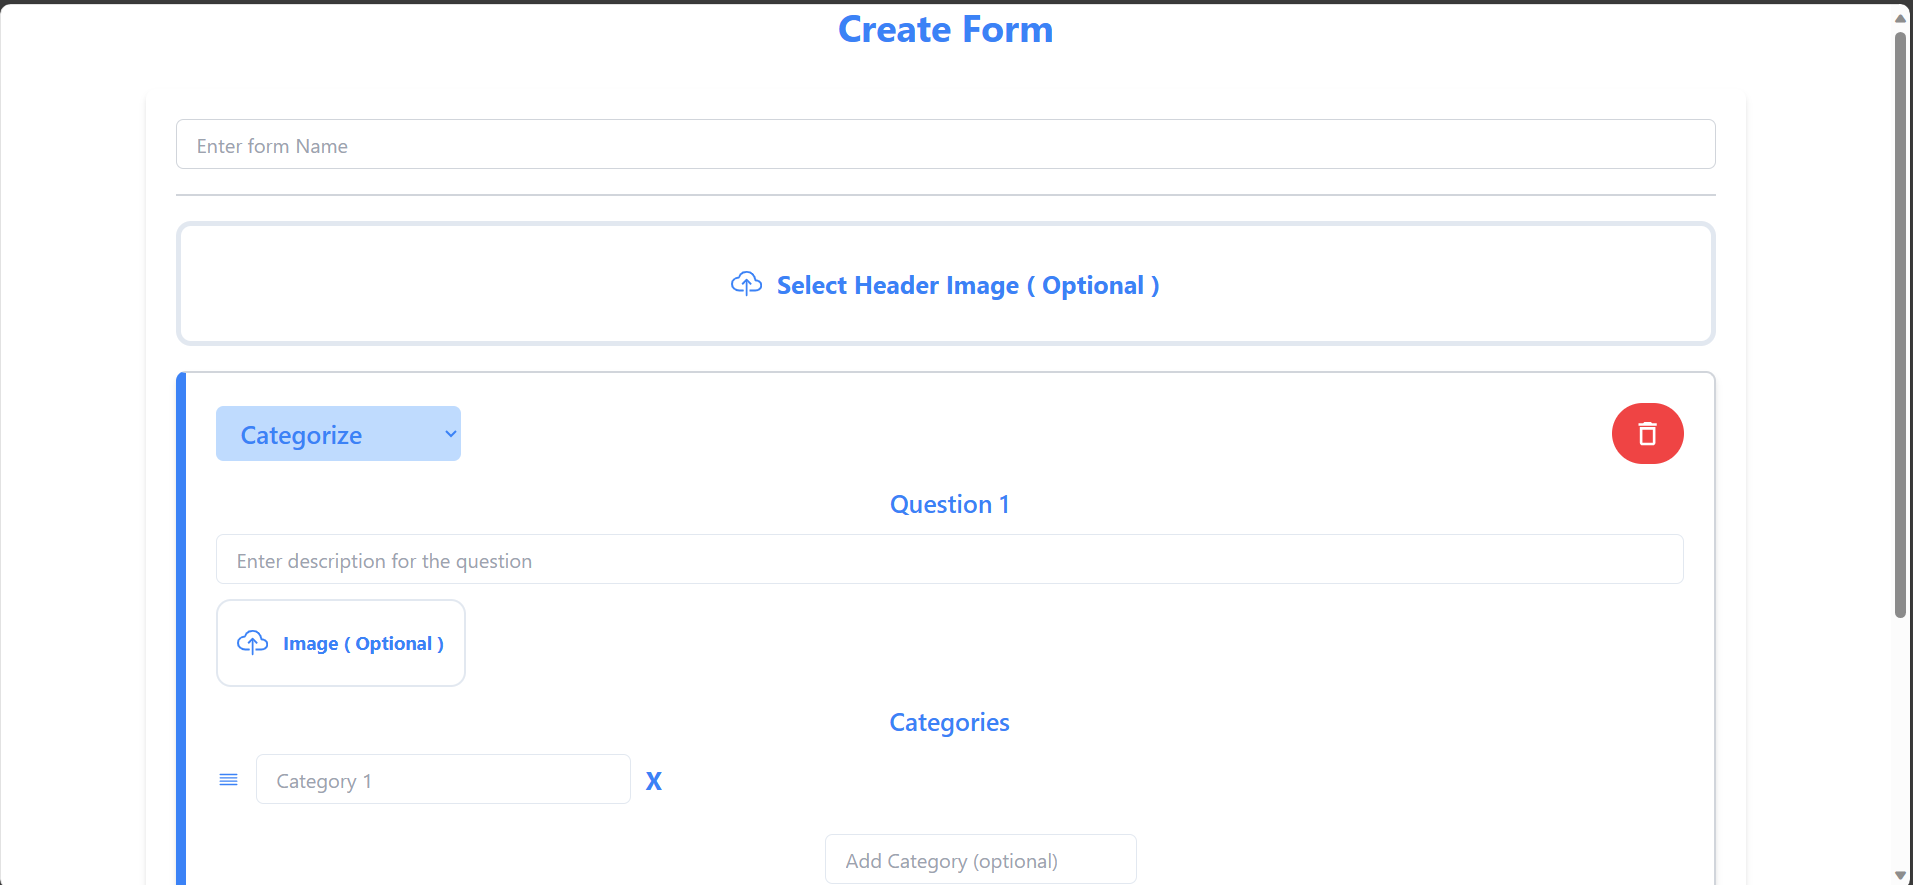 Create Form
Enter form Name
Select Header Image ( Optional )
Categorize
Question 1
Enter description for the question
Image ( Optional )
Categories
Category 1
X
Add Category (optional)